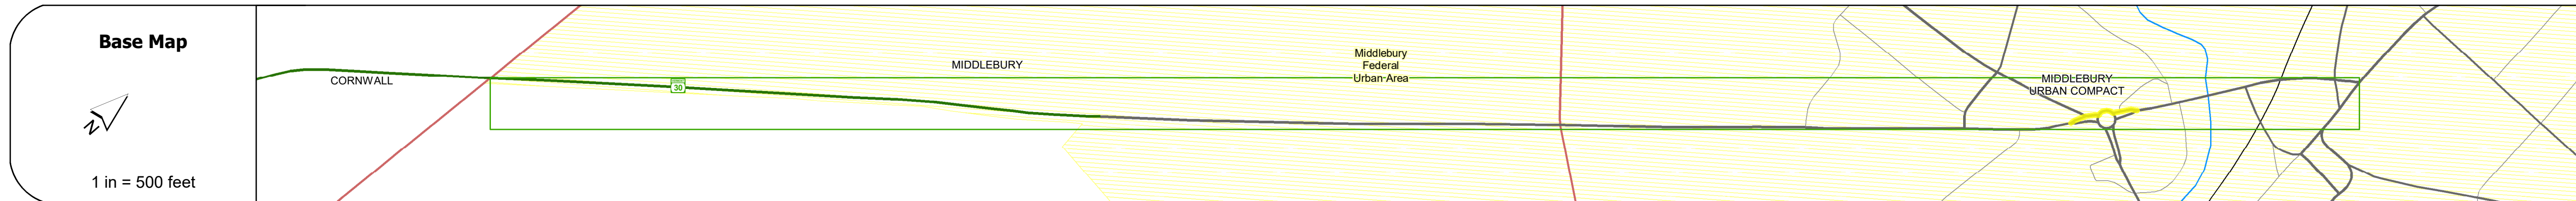 Base Map
N
1 in = 500 feet
CORNWALL
30
MIDDLEBURY
Middlebury
Federal
Urban Area
MIDDLEBURY
URBAN COMPACT